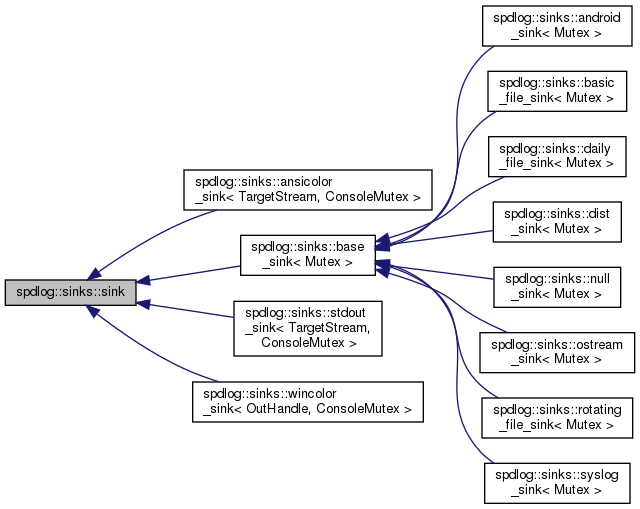 spdlog::sinks::sink
spdlog::sinks::ansicolor
_sink< TargetStream, ConsoleMutex >
spdlog::sinks::base
_sink< Mutex >
spdlog::sinks::stdout
_sink< TargetStream,
ConsoleMutex >
spdlog::sinks::wincolor
_sink< OutHandle, ConsoleMutex >
spdlog::sinks::android
_sink< Mutex >
spdlog::sinks::basic
_file_sink< Mutex >
spdlog::sinks::daily
_file_sink< Mutex >
spdlog::sinks::dist
_sink< Mutex >
spdlog::sinks::null
_sink< Mutex >
spdlog::sinks::ostream
_sink< Mutex >
spdlog::sinks::rotating
_file_sink< Mutex >
spdlog::sinks::syslog
_sink< Mutex >